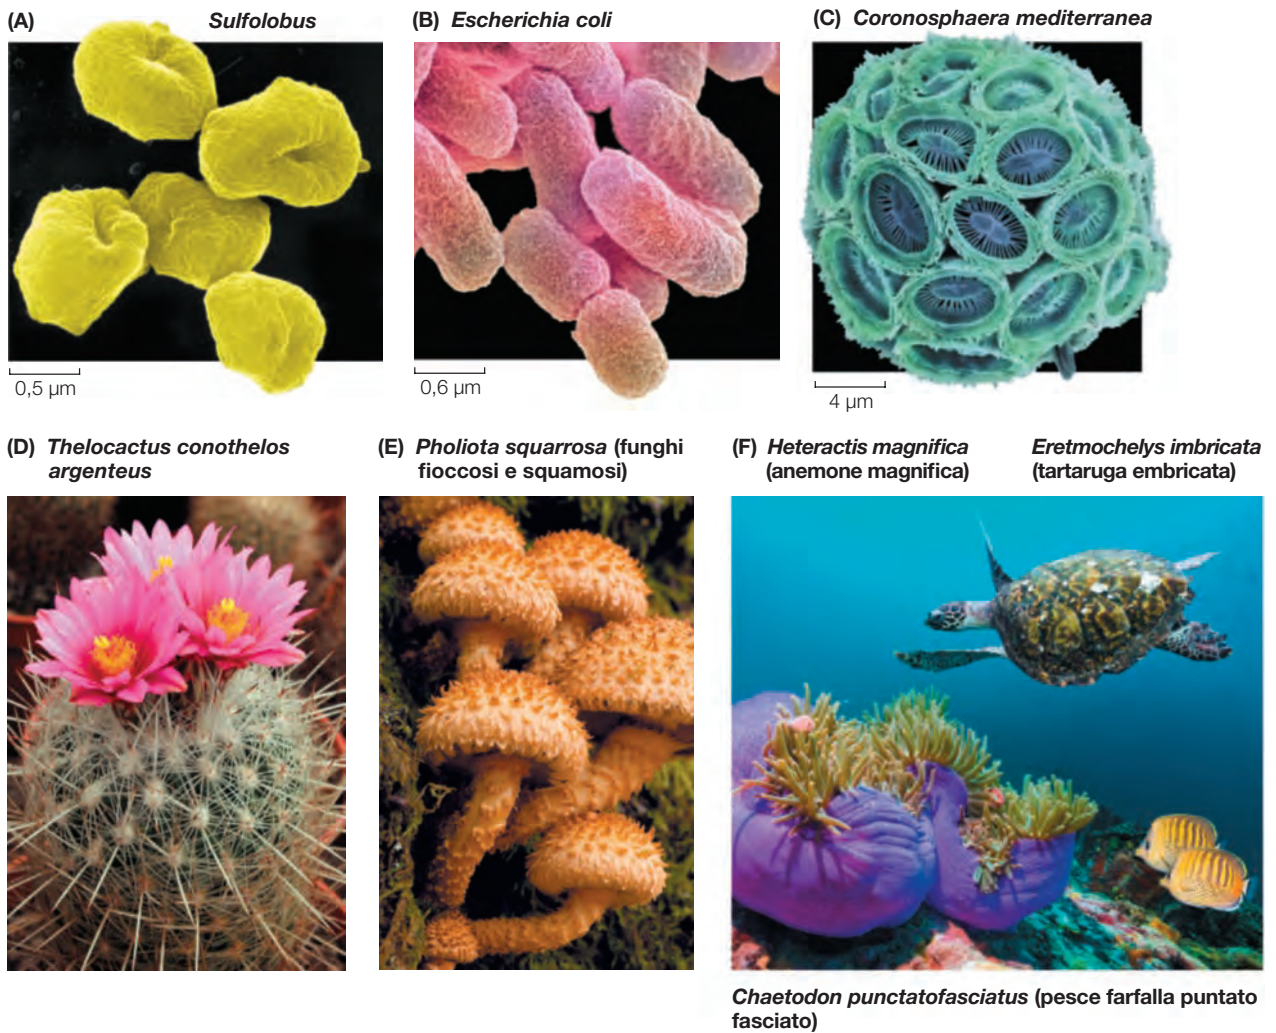 (A) Sulfolobus
(B) Escherichia coli
(C) Coronosphaera mediterranea
0,5 µm
0,6 µm
4 µm
(D) Thelocactus conothelos
argenteus
(E) Pholiota squarrosa (funghi
fioccosi e squamosi)
(F) Heteractis magnifica
(anemone magnifica)
Eretmochelys imbricata
(tartaruga embricata)
Chaetodon punctatofasciatus (pesce farfalla puntato
fasciato)